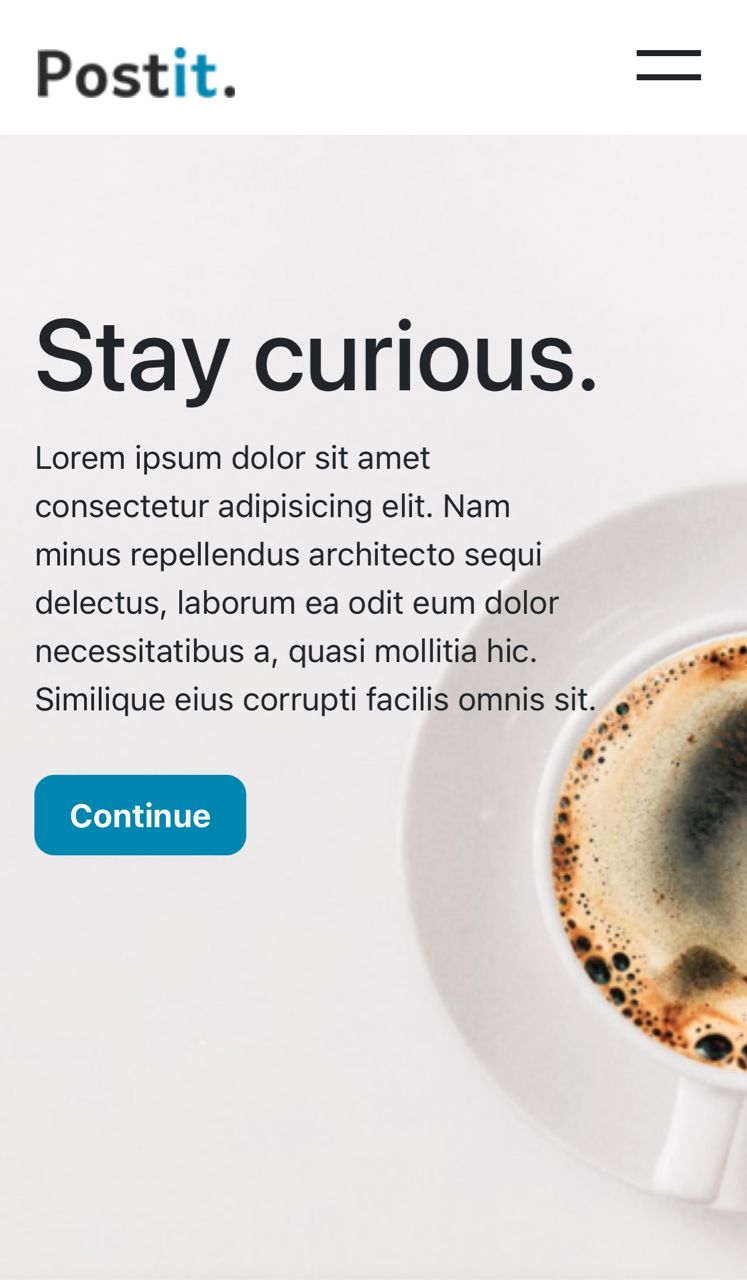 Postit.
Stay curious.
Lorem ipsum dolor sit amet
consectetur adipisicing elit. Nam
minus repellendus architecto sequi
delectus, laborum ea odit eum dolor
necessitatibus a, quasi mollitia hic.
Similique eius corrupti facilis omnis sit.
Continue